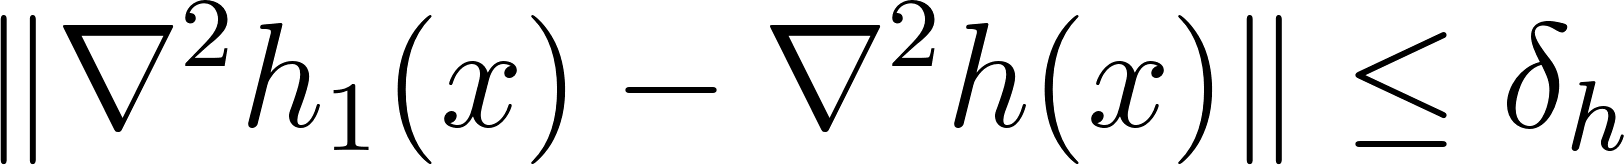 ‖∇²h₁(x) − ∇²h(x)‖ ≤ δₕ